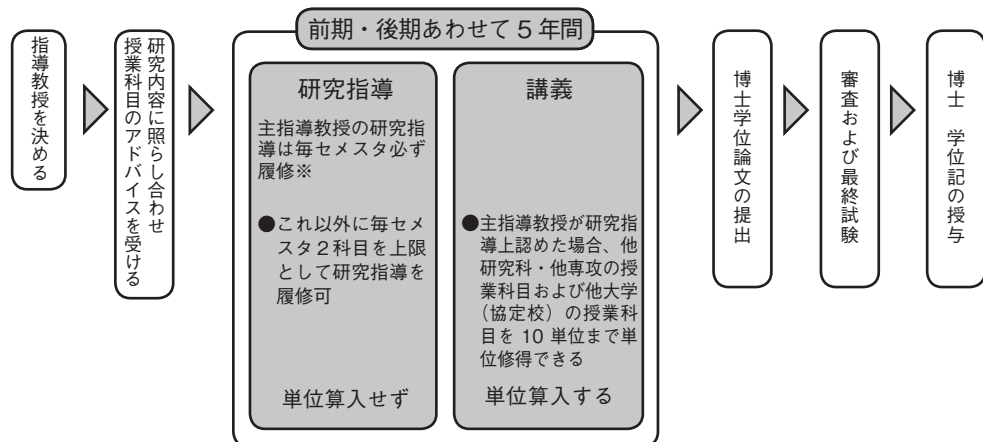 指導教授を決める
研究内容に照らし合わせ
授業科目のアドバイスを受ける
前期・後期あわせて５年間
研究指導
主指導教授の研究指
導は毎セメスタ必ず
履修※
●これ以外に毎セメ
スタ２科目を上限
として研究指導を
履修可
単位算入せず
講義
●主指導教授が研究指
導上認めた場合、他
研究科・他専攻の授
業科目および他大学
（協定校）の授業科
目を 10 単位まで単
位修得できる
単位算入する
博士学位論文の提出
審査および最終試験
博士　学位記の授与